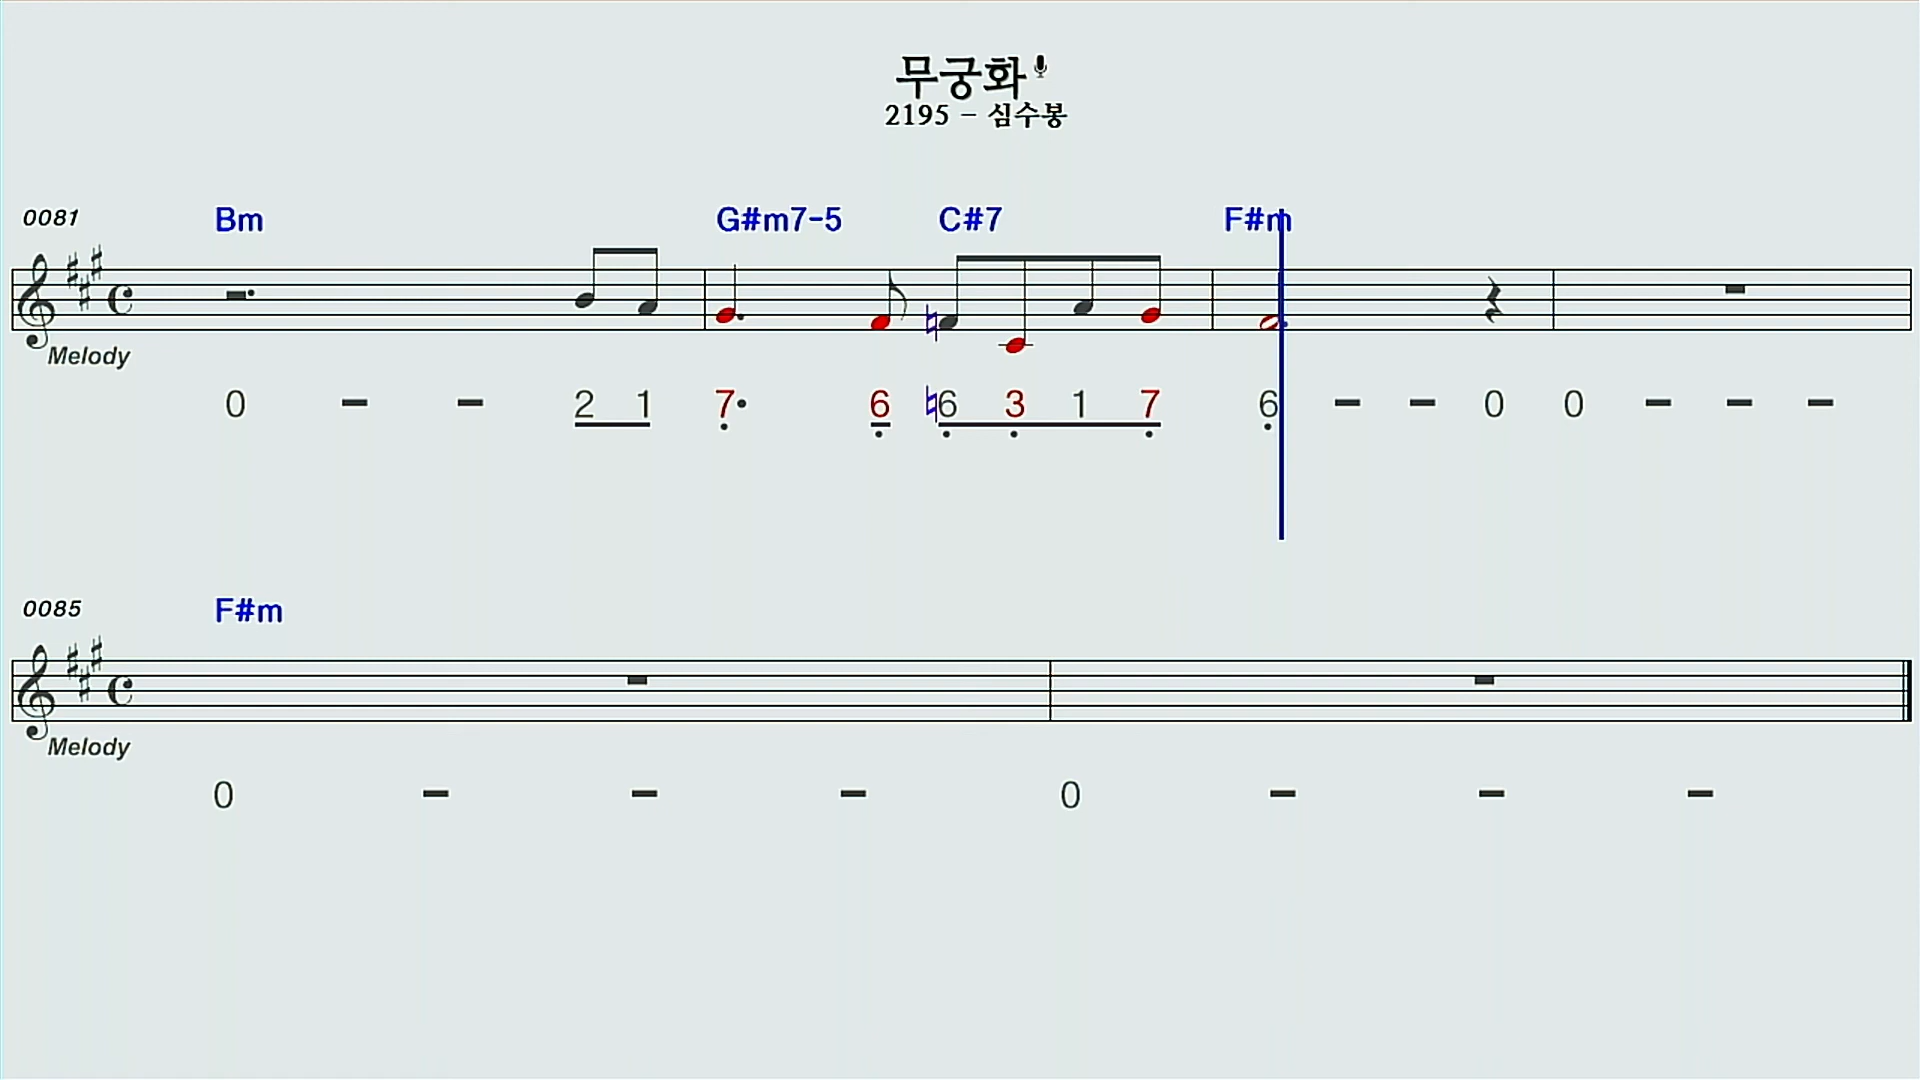 무궁화
2195 - 심수봉
0081 Bm G#m7-5 C#7 F#m
Melody
0 - - 2 1 7• 6 ♮6 3 1 7 6 - - 0 0 - - -
0085 F#m
Melody
0 - - - 0 - - -